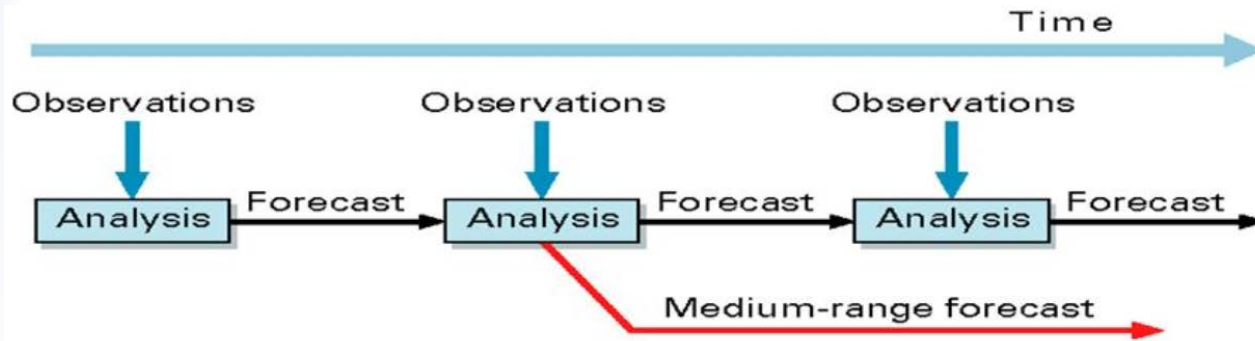 Time
Observations Observations Observations
Analysis Forecast Analysis Forecast Analysis Forecast
Medium-range forecast